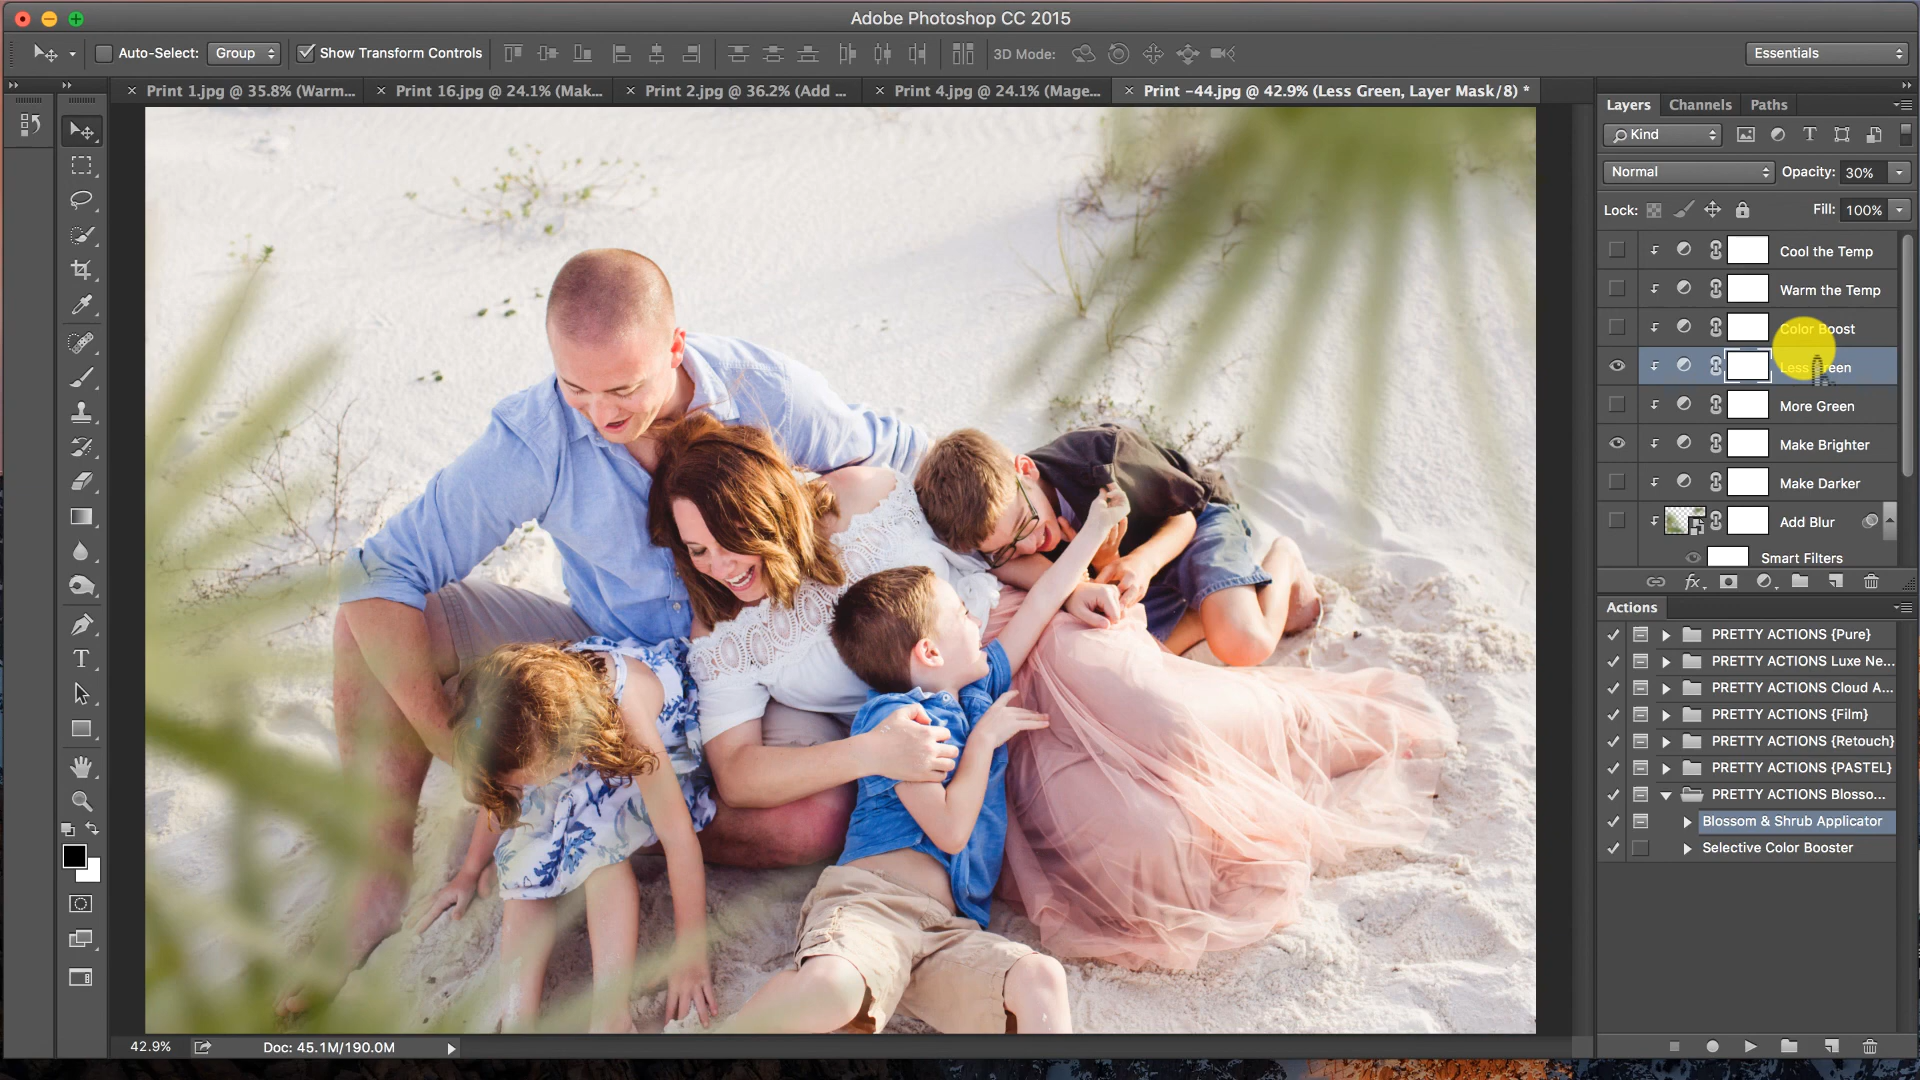 Adobe Photoshop CC 2015
Auto-Select: Group Show Transform Controls 3D Mode: Essentials
Print 1.jpg @ 35.8% (Warm... Print 16.jpg @ 24.1% (Mak... Print 2.jpg @ 36.2% (Add ... Print 4.jpg @ 24.1% (Mage... Print -44.jpg @ 42.9% (Less Green, Layer Mask/8) *
Layers Channels Paths
Kind
Normal Opacity: 30%
Lock: Fill: 100%
Cool the Temp
Warm the Temp
Color Boost
Less Green
More Green
Make Brighter
Make Darker
Add Blur
Smart Filters
Actions
PRETTY ACTIONS {Pure}
PRETTY ACTIONS Luxe Ne...
PRETTY ACTIONS Cloud A...
PRETTY ACTIONS {Film}
PRETTY ACTIONS {Retouch}
PRETTY ACTIONS {PASTEL}
PRETTY ACTIONS Blosso...
Blossom & Shrub Applicator
Selective Color Booster
42.9% Doc: 45.1M/190.0M